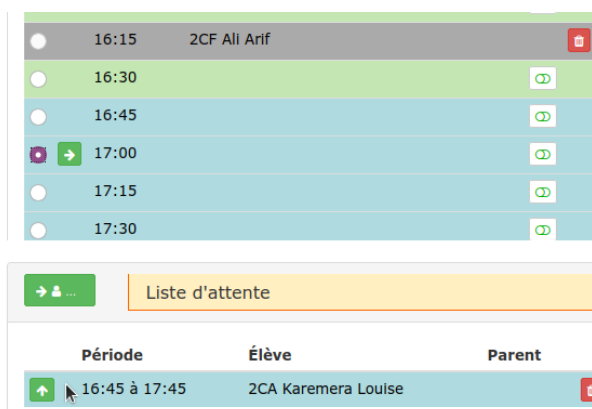 16:15 2CF Ali Arif
16:30
16:45
17:00
17:15
17:30
...
Liste d'attente
Période Élève Parent
16:45 à 17:45 2CA Karemera Louise